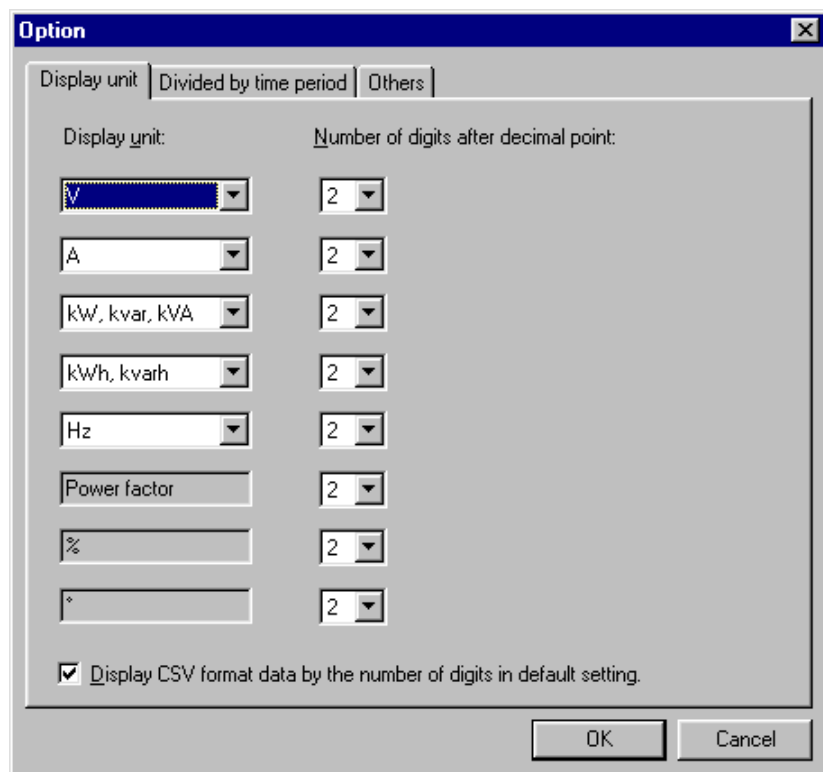 Option
Display unit Divided by time period Others
Display unit: Number of digits after decimal point:
V 2
A 2
kW, kvar, kVA 2
kWh, kvarh 2
Hz 2
Power factor 2
% 2
° 2
Display CSV format data by the number of digits in default setting.
OK Cancel